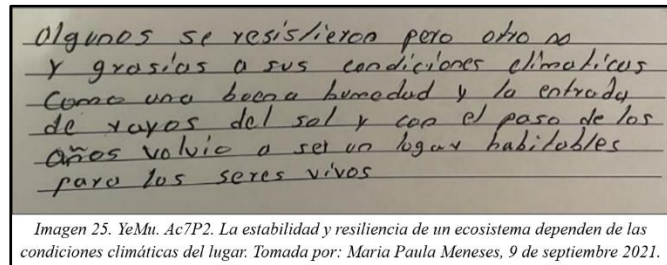 Algunos se resistieron pero otro no
y grasias a sus condiciones climaticas
como una buena humedad y la entrada
de rayos del sol y con el paso de los
años volvio a ser un lugar habitables
para los seres vivos
Imagen 25. YeMu. Ac7P2. La estabilidad y resiliencia de un ecosistema dependen de las
condiciones climáticas del lugar. Tomada por: Maria Paula Meneses, 9 de septiembre 2021.